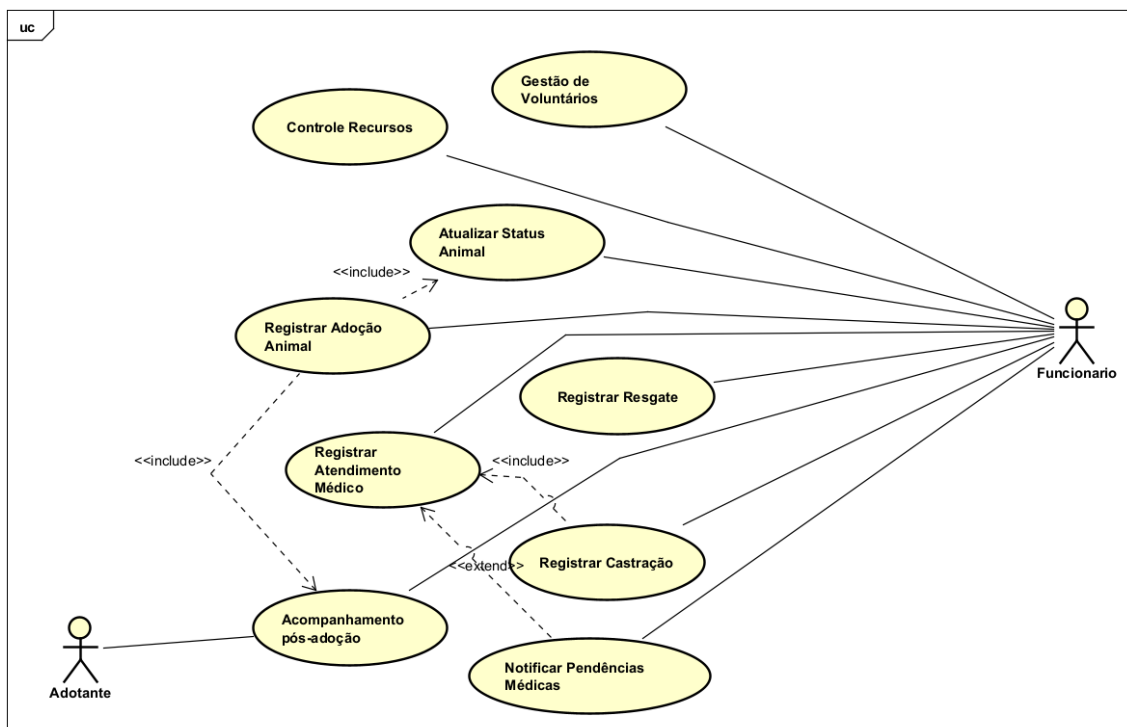 uc
Gestão de
Voluntários
Controle Recursos
Atualizar Status
Animal
<<include>>
Registrar Adoção
Animal
Funcionario
Registrar Resgate
<<include>>
Registrar
Atendimento
Médico
<<include>>
Registrar Castração
<<extend>>
Acompanhamento
pós-adoção
Notificar Pendências
Médicas
Adotante